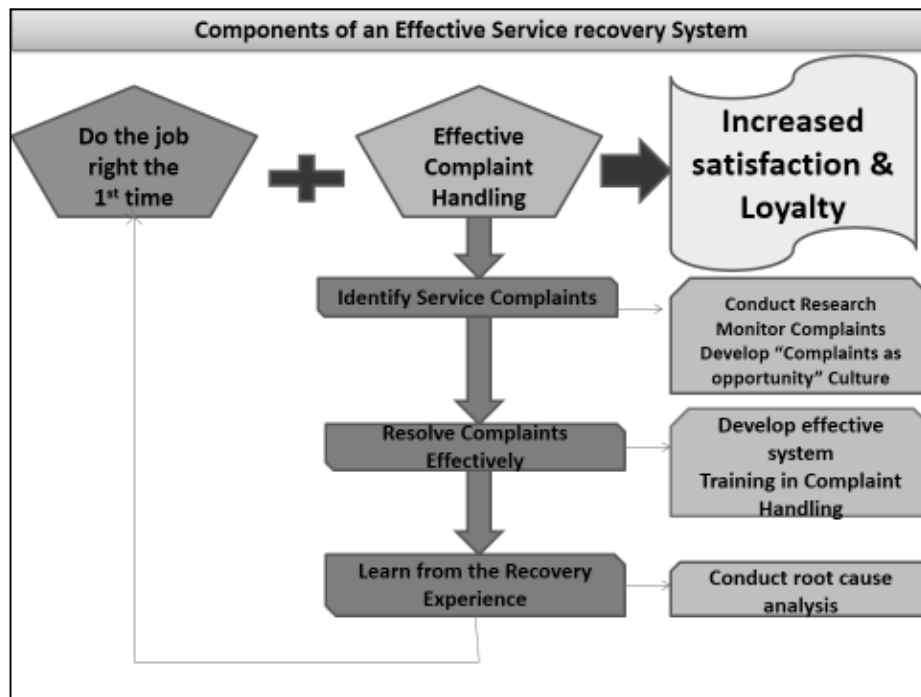 Components of an Effective Service recovery System
Do the job
right the
1st time
Effective
Complaint
Handling
Increased
satisfaction &
Loyalty
Identify Service Complaints
Conduct Research
Monitor Complaints
Develop “Complaints as
opportunity” Culture
Resolve Complaints
Effectively
Develop effective
system
Training in Complaint
Handling
Learn from the Recovery
Experience
Conduct root cause
analysis